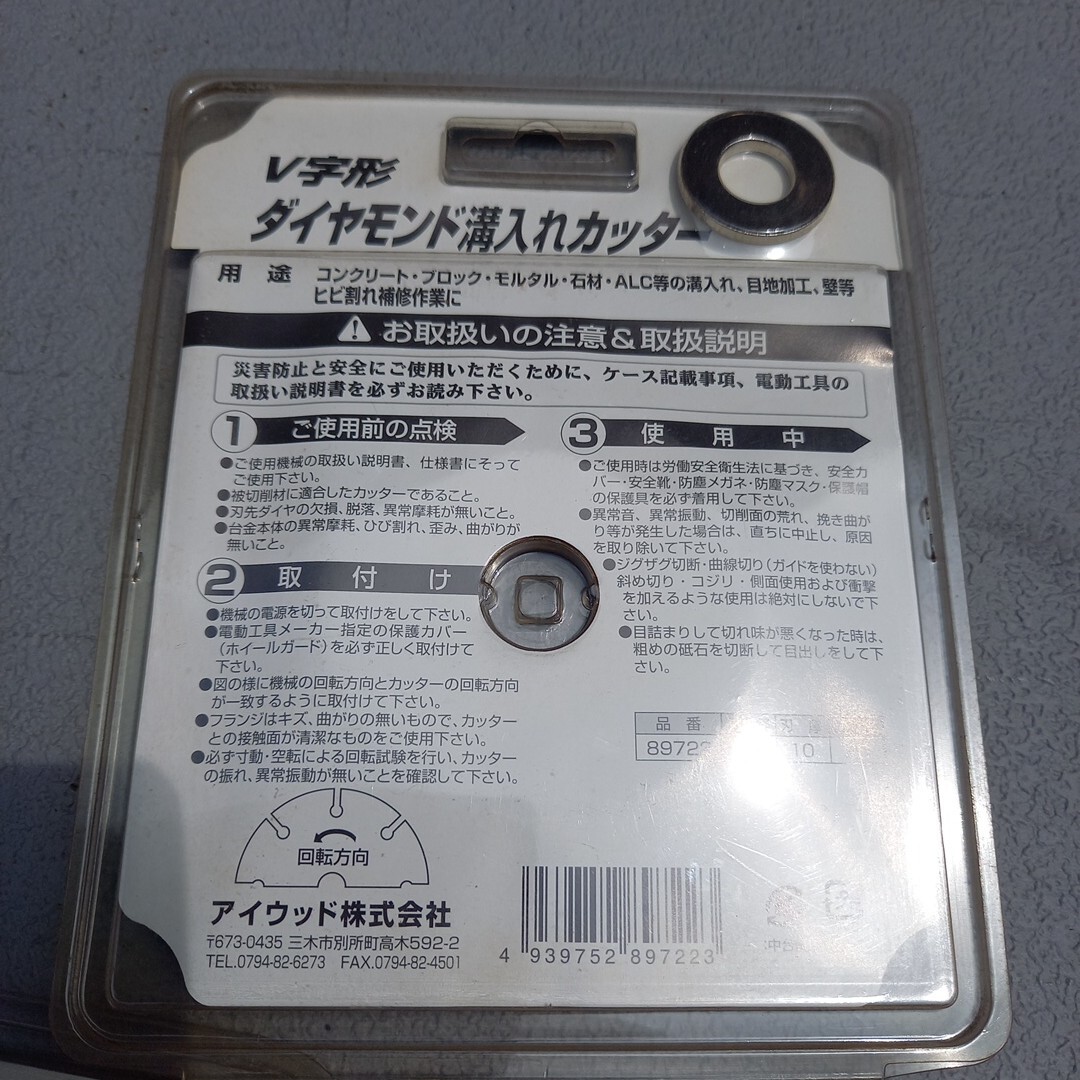 V字形
ダイヤモンド溝入れカッター
用途 コンクリート・ブロック・モルタル・石材・ALC等の溝入れ、目地加工、壁等
ヒビ割れ補修作業に
お取扱いの注意&取扱説明
災害防止と安全にご使用いただくために、ケース記載事項、電動工具の
取扱い説明書を必ずお読み下さい。
1 ご使用前の点検
●ご使用機械の取扱い説明書、仕様書にそって
ご使用下さい。
●被切削材に適合したカッターであること。
●刃先ダイヤの欠損、脱落、異常摩耗が無いこと。
●台金本体の異常摩耗、ひび割れ、歪み、曲がりが
無いこと。
2 取付け
●機械の電源を切って取付けをして下さい。
●電動工具メーカー指定の保護カバー
(ホイールガード)を必ず正しく取付けて
下さい。
●図の様に機械の回転方向とカッターの回転方向
が一致するように取付けて下さい。
●フランジはキズ、曲がりの無いもので、カッター
との接触面が清潔なものをご使用下さい。
●必ず寸動・空転による回転試験を行い、カッター
の振れ、異常振動が無いことを確認して下さい。
回転方向
3 使用中
●ご使用時は労働安全衛生法に基づき、安全カ
バー・安全靴・防塵メガネ・防塵マスク・保護帽
の保護具を必ず着用して下さい。
●異常音、異常振動、切削面の荒れ、挽き曲が
り等が発生した場合は、直ちに中止し、原因
を取り除いて下さい。
●ジグザグ切断・曲線切り(ガイドを使わない)
斜め切り・コジリ・側面使用および衝撃
を加えるような使用は絶対にしないで下
さい。
●目詰まりして切れ味が悪くなった時は、
粗めの砥石を切断して目出しをして下
さい。
品番
8972 10
アイウッド株式会社
〒673-0435 三木市別所町高木592-2
TEL.0794-82-6273 FAX.0794-82-4501
4 939752 897223